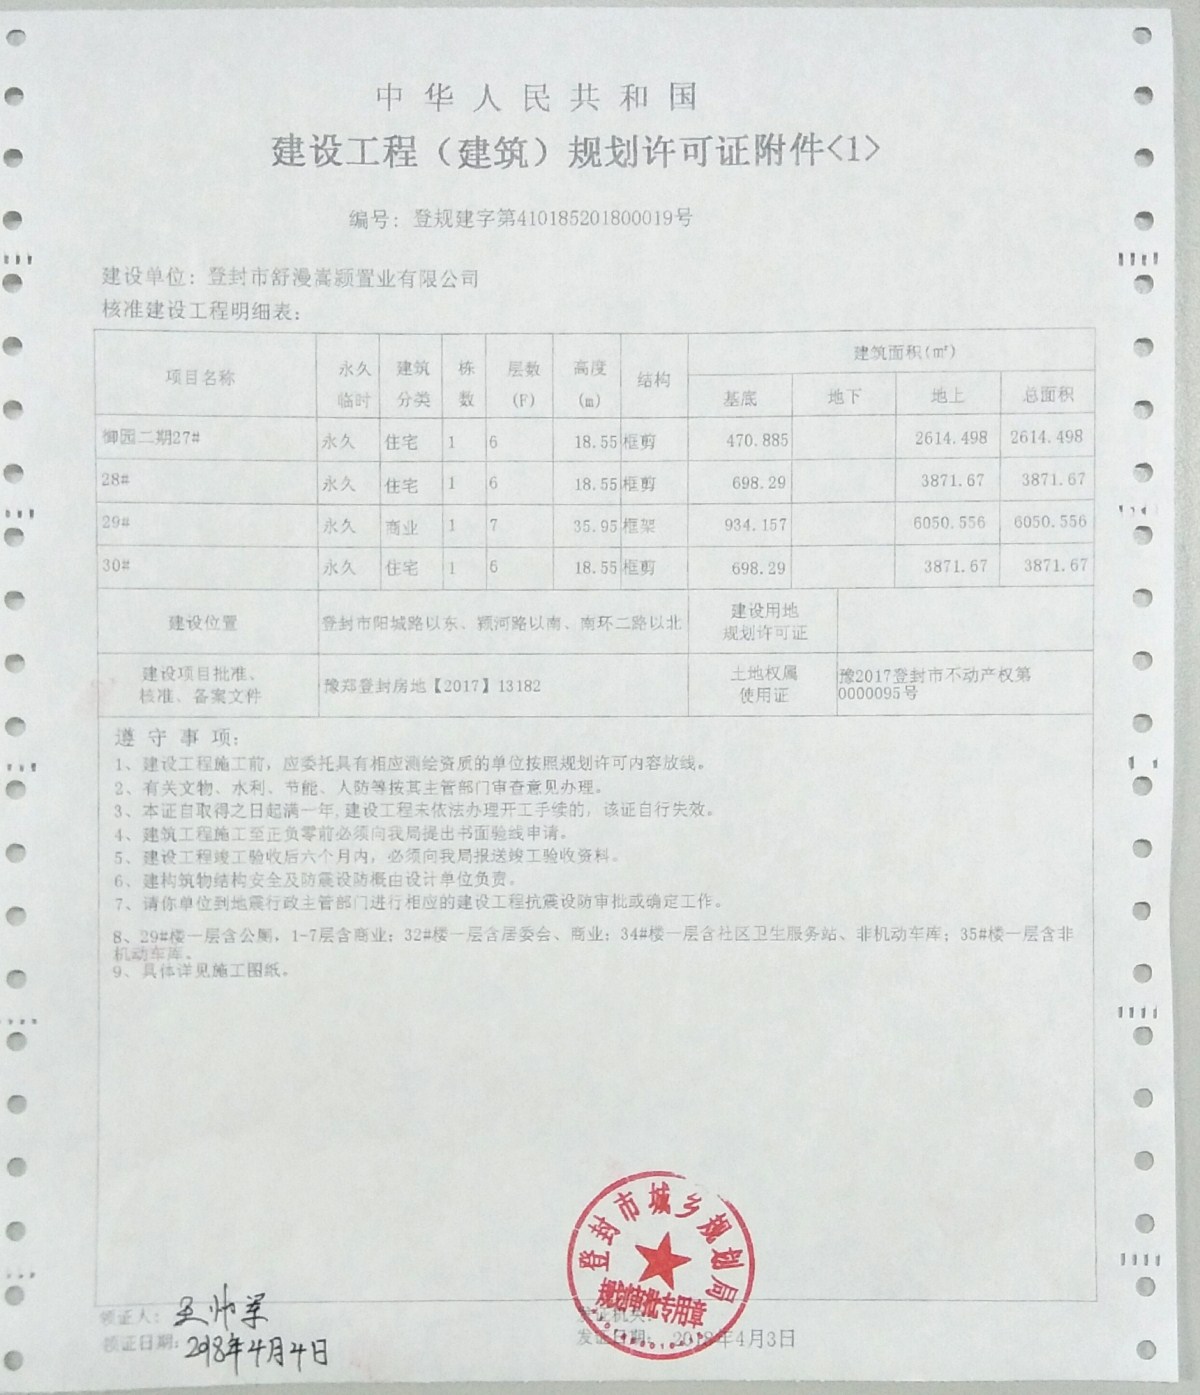 中华人民共和国
建设工程（建筑）规划许可证附件<1>
编号：登规建字第410185201800019号
建设单位：登封市舒漫嵩颍置业有限公司
核准建设工程明细表：
项目名称 永久临时 建筑分类 栋数 层数(F) 高度(m) 结构 建筑面积(㎡)
基底 地下 地上 总面积
御园二期27# 永久 住宅 1 6 18.55 框剪 470.885 2614.498 2614.498
28# 永久 住宅 1 6 18.55 框剪 698.29 3871.67 3871.67
29# 永久 商业 1 7 35.95 框架 934.157 6050.556 6050.556
30# 永久 住宅 1 6 18.55 框剪 698.29 3871.67 3871.67
建设位置 登封市阳城路以东、颍河路以南、南环二路以北 建设用地规划许可证
建设项目批准、核准、备案文件 豫郑登封房地【2017】13182 土地权属使用证 豫2017登封市不动产权第0000095号
遵守事项：
1、建设工程施工前，应委托具有相应测绘资质的单位按照规划许可内容放线。
2、有关文物、水利、节能、人防等按其主管部门审查意见办理。
3、本证自取得之日起满一年,建设工程未依法办理开工手续的，该证自行失效。
4、建筑工程施工至正负零前必须向我局提出书面验线申请。
5、建设工程竣工验收后六个月内，必须向我局报送竣工验收资料。
6、建构筑物结构安全及防震设防概由设计单位负责。
7、请你单位到地震行政主管部门进行相应的建设工程抗震设防审批或确定工作。
8、29#楼一层含公厕，1-7层含商业；32#楼一层含居委会、商业；34#楼一层含社区卫生服务站、非机动车库；35#楼一层含非
机动车库。
9、具体详见施工图纸。
登封市城乡规划局
规划审批专用章
领证人：
发证机关：
领证日期：2018年4月4日
发证日期：2018年4月3日